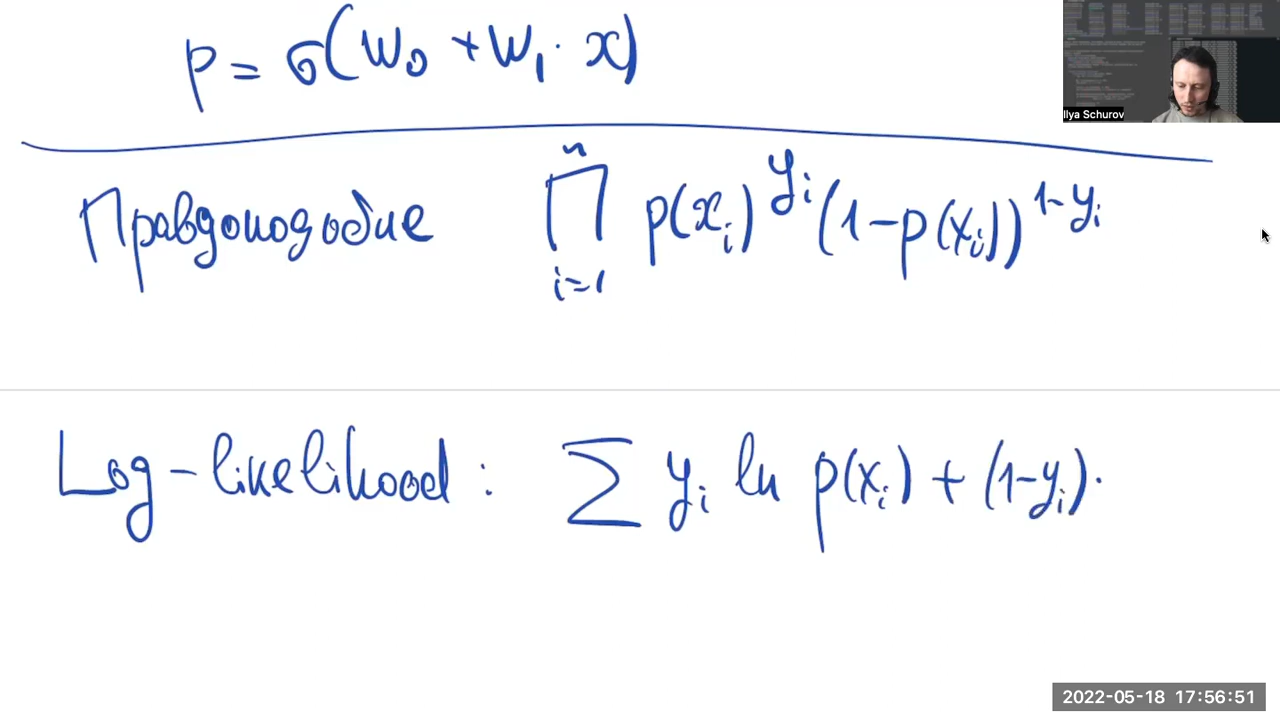 p = σ(w₀ + w₁ · x)
Ilya Schurov
Правдоподобие ∏ᵢ₌₁ⁿ p(xᵢ)^yᵢ (1-p(xᵢ))^1-yᵢ
Log-likelihood : ∑ yᵢ ln p(xᵢ) + (1-yᵢ)·
2022-05-18 17:56:51